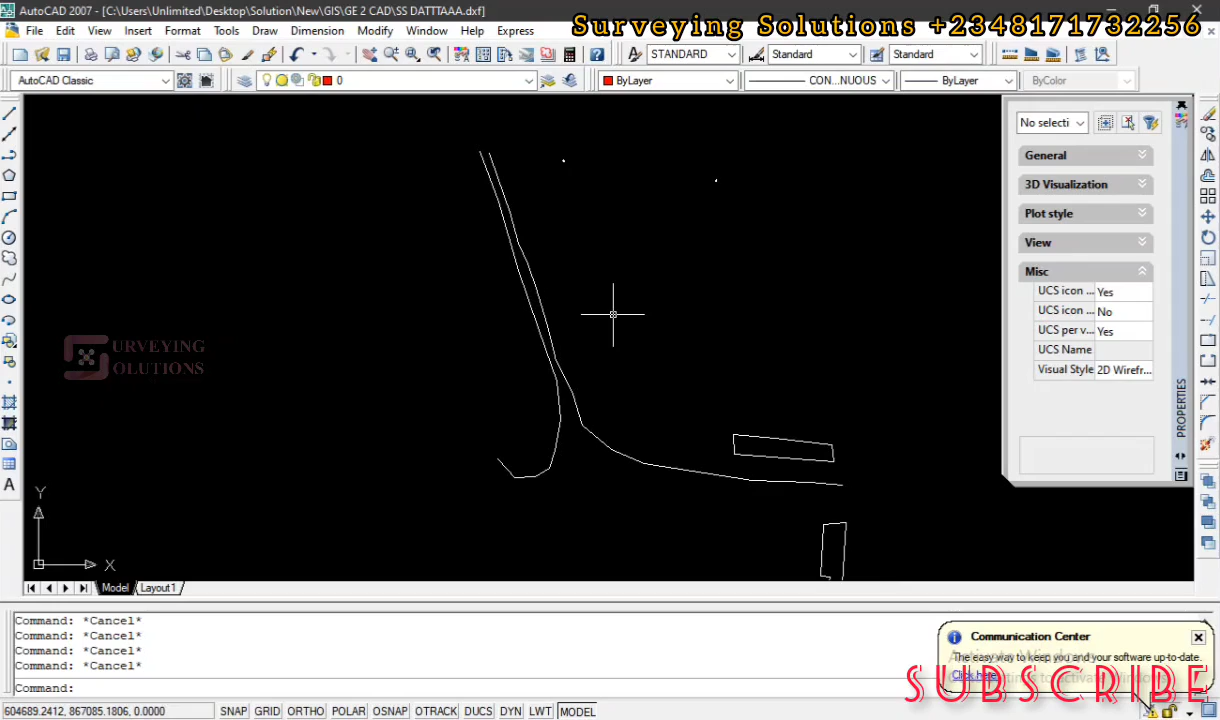 AutoCAD 2007 - [C:\Users\Unlimited\Desktop\Solution\New\GIS\GE 2 CAD\SS DATTTAAA.dxf]
Surveying Solutions +2348171732256
File Edit View Insert Format Tools Draw Dimension Modify Window Help Express
STANDARD Standard Standard
AutoCAD Classic 0 ByLayer CON...NUOUS ByLayer ByColor
No selecti
General
3D Visualization
Plot style
View
Misc
UCS icon ... Yes
UCS icon ... No
UCS per v... Yes
UCS Name
Visual Style 2D Wirefr...
PROPERTIES
URVEYING
SOLUTIONS
Y
X
Model Layout1
Command: *Cancel*
Command: *Cancel*
Command: *Cancel*
Command: *Cancel*
Command:
Communication Center
The easy way to keep you and your software up-to-date.
Click here
Activate Windows
SUBSCRIBE
604689.2412, 867085.1806, 0.0000 SNAP GRID ORTHO POLAR OSNAP OTRACK DUCS DYN LWT MODEL
A